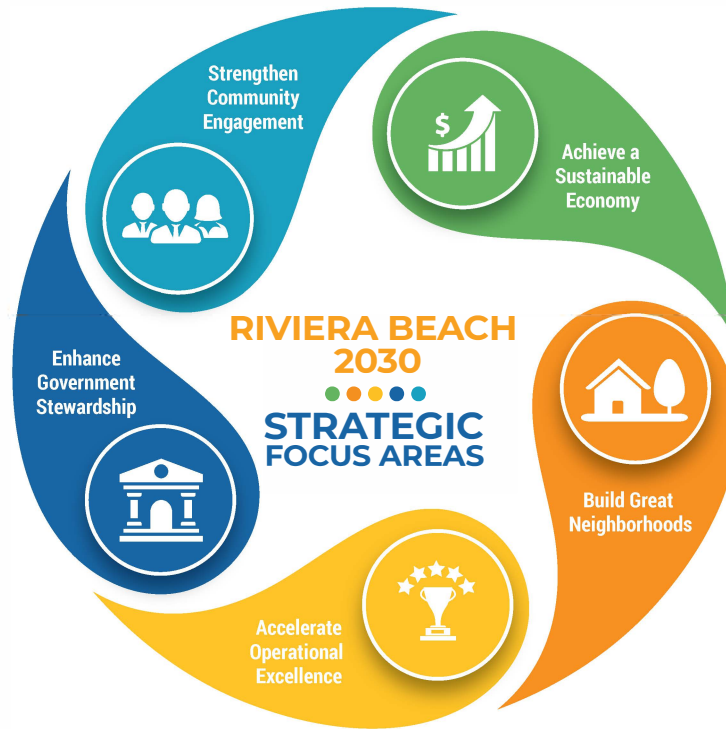 Strengthen
Community
Engagement
$
Achieve a
Sustainable
Economy
RIVIERA BEACH
2030
STRATEGIC
FOCUS AREAS
Enhance
Government
Stewardship
Build Great
Neighborhoods
Accelerate
Operational
Excellence